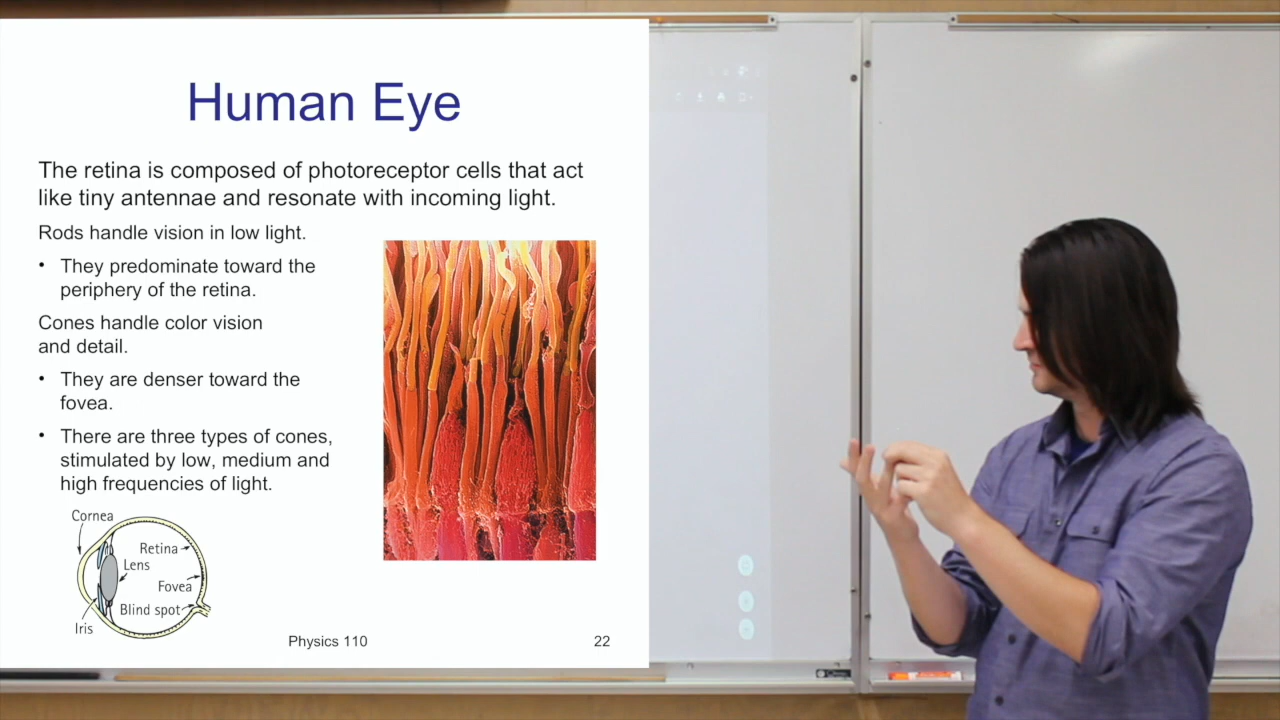 Human Eye
The retina is composed of photoreceptor cells that act
like tiny antennae and resonate with incoming light.
Rods handle vision in low light.
• They predominate toward the
periphery of the retina.
Cones handle color vision
and detail.
• They are denser toward the
fovea.
• There are three types of cones,
stimulated by low, medium and
high frequencies of light.
Cornea
Retina
Lens
Fovea
Blind spot
Iris
Physics 110
22